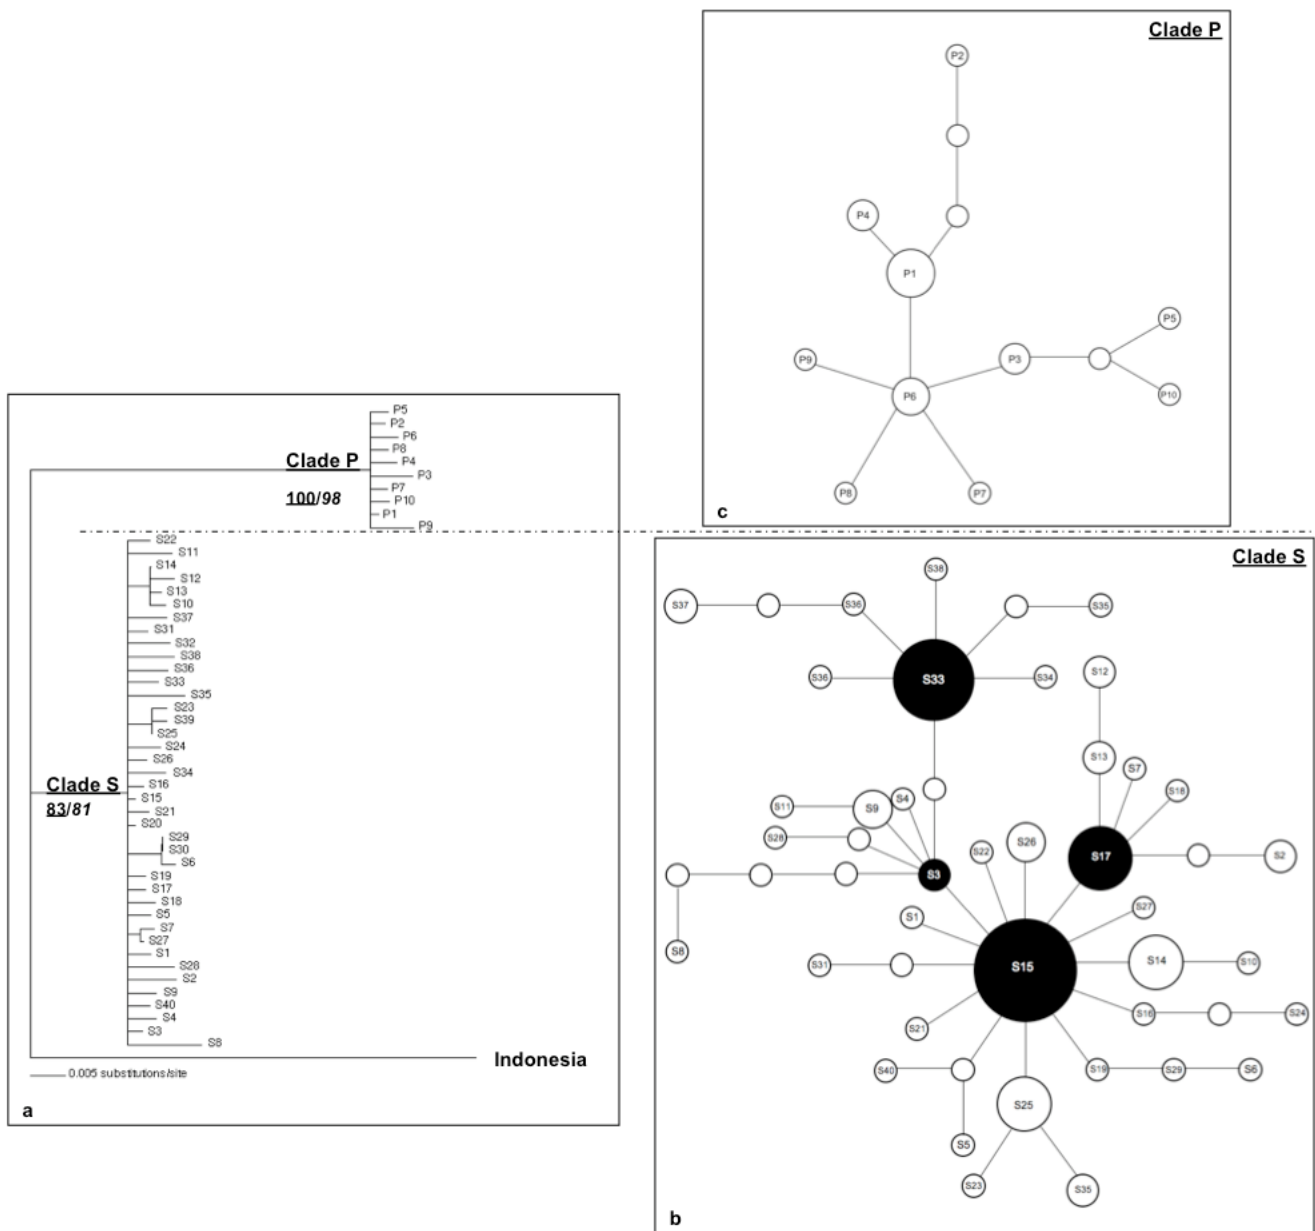 Clade P
P2
P4
P1
P5
P9
P3
P6
P10
P8
P7
c
P5
P2
P6
P8
Clade P
P4
P3
100/98
P7
P10
P1
P9
S22
S11
S14
S12
S13
S10
S37
S31
S32
S38
S36
S33
S35
S23
S39
S25
S24
S26
S34
Clade S
S16
83/81
S15
S21
S20
S29
S30
S6
S19
S17
S18
S5
S7
S27
S1
S28
S2
S9
S40
S4
S3
S8
Indonesia
0.005 substitutions/site
a
Clade S
S38
S37
S36
S35
S36
S33
S34
S12
S13
S7
S18
S11
S9
S4
S28
S22
S26
S17
S2
S3
S1
S27
S8
S31
S15
S14
S10
S21
S16
S24
S40
S19
S29
S6
S25
S5
S23
S35
b